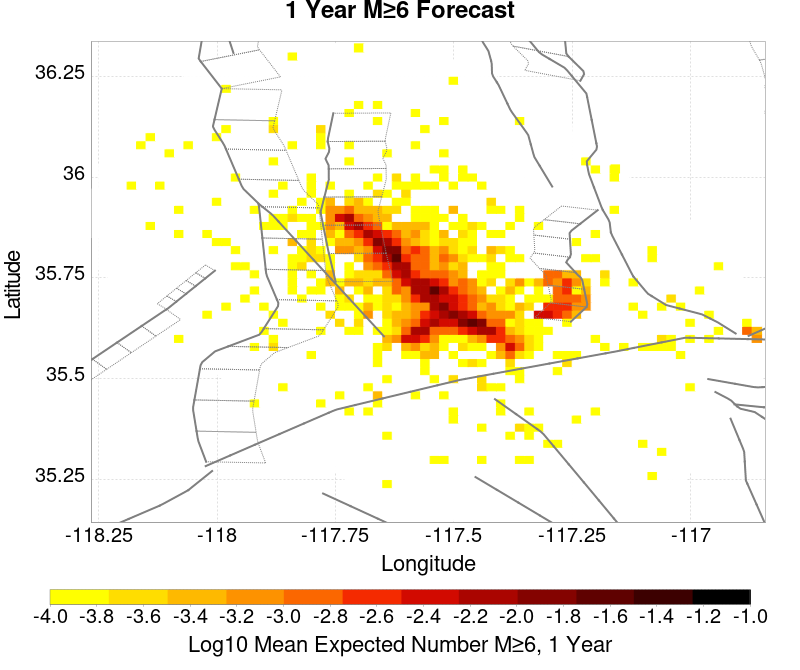 1 Year M≥6 Forecast
36.25
36
35.75
35.5
35.25
Latitude
-118.25 -118 -117.75 -117.5 -117.25 -117
Longitude
-4.0 -3.8 -3.6 -3.4 -3.2 -3.0 -2.8 -2.6 -2.4 -2.2 -2.0 -1.8 -1.6 -1.4 -1.2 -1.0
Log10 Mean Expected Number M≥6, 1 Year